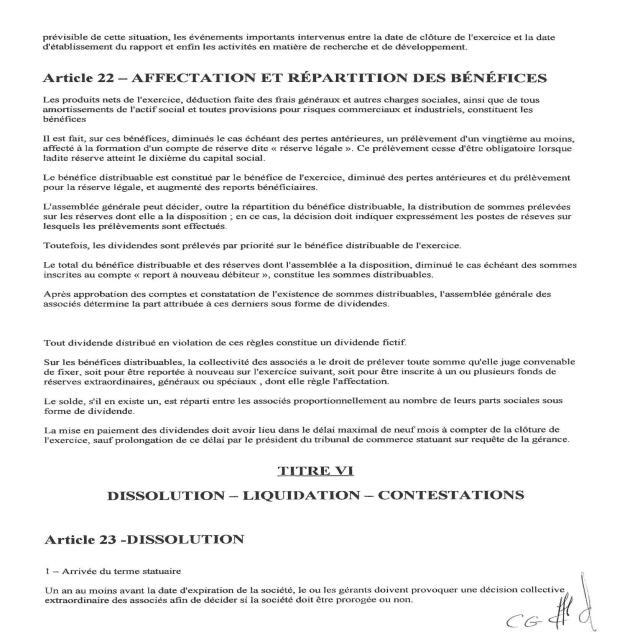 prévisible de cette situation, les événements importants intervenus entre la date de clôture de l'exercice et la date
d'établissement du rapport et enfin les activités en matière de recherche et de développement.
Article 22 – AFFECTATION ET RÉPARTITION DES BÉNÉFICES
Les produits nets de l'exercice, déduction faite des frais généraux et autres charges sociales, ainsi que de tous
amortissements de l'actif social et toutes provisions pour risques commerciaux et industriels, constituent les
bénéfices
Il est fait, sur ces bénéfices, diminués le cas échéant des pertes antérieures, un prélèvement d'un vingtième au moins,
affecté à la formation d'un compte de réserve dite « réserve légale ». Ce prélèvement cesse d'être obligatoire lorsque
ladite réserve atteint le dixième du capital social.
Le bénéfice distribuable est constitué par le bénéfice de l'exercice, diminué des pertes antérieures et du prélèvement
pour la réserve légale, et augmenté des reports bénéficiaires.
L'assemblée générale peut décider, outre la répartition du bénéfice distribuable, la distribution de sommes prélevées
sur les réserves dont elle a la disposition ; en ce cas, la décision doit indiquer expressément les postes de réseves sur
lesquels les prélèvements sont effectués.
Toutefois, les dividendes sont prélevés par priorité sur le bénéfice distribuable de l'exercice.
Le total du bénéfice distribuable et des réserves dont l'assemblée a la disposition, diminué le cas échéant des sommes
inscrites au compte « report à nouveau débiteur », constitue les sommes distribuables.
Après approbation des comptes et constatation de l'existence de sommes distribuables, l'assemblée générale des
associés détermine la part attribuée à ces derniers sous forme de dividendes.
Tout dividende distribué en violation de ces règles constitue un dividende fictif.
Sur les bénéfices distribuables, la collectivité des associés a le droit de prélever toute somme qu'elle juge convenable
de fixer, soit pour être reportée à nouveau sur l'exercice suivant, soit pour être inscrite à un ou plusieurs fonds de
réserves extraordinaires, généraux ou spéciaux , dont elle règle l'affectation.
Le solde, s'il en existe un, est réparti entre les associés proportionnellement au nombre de leurs parts sociales sous
forme de dividende.
La mise en paiement des dividendes doit avoir lieu dans le délai maximal de neuf mois à compter de la clôture de
l'exercice, sauf prolongation de ce délai par le président du tribunal de commerce statuant sur requête de la gérance.
TITRE VI
DISSOLUTION – LIQUIDATION – CONTESTATIONS
Article 23 -DISSOLUTION
1 – Arrivée du terme statuaire
Un an au moins avant la date d'expiration de la société, le ou les gérants doivent provoquer une décision collective
extraordinaire des associés afin de décider si la société doit être prorogée ou non.
CG